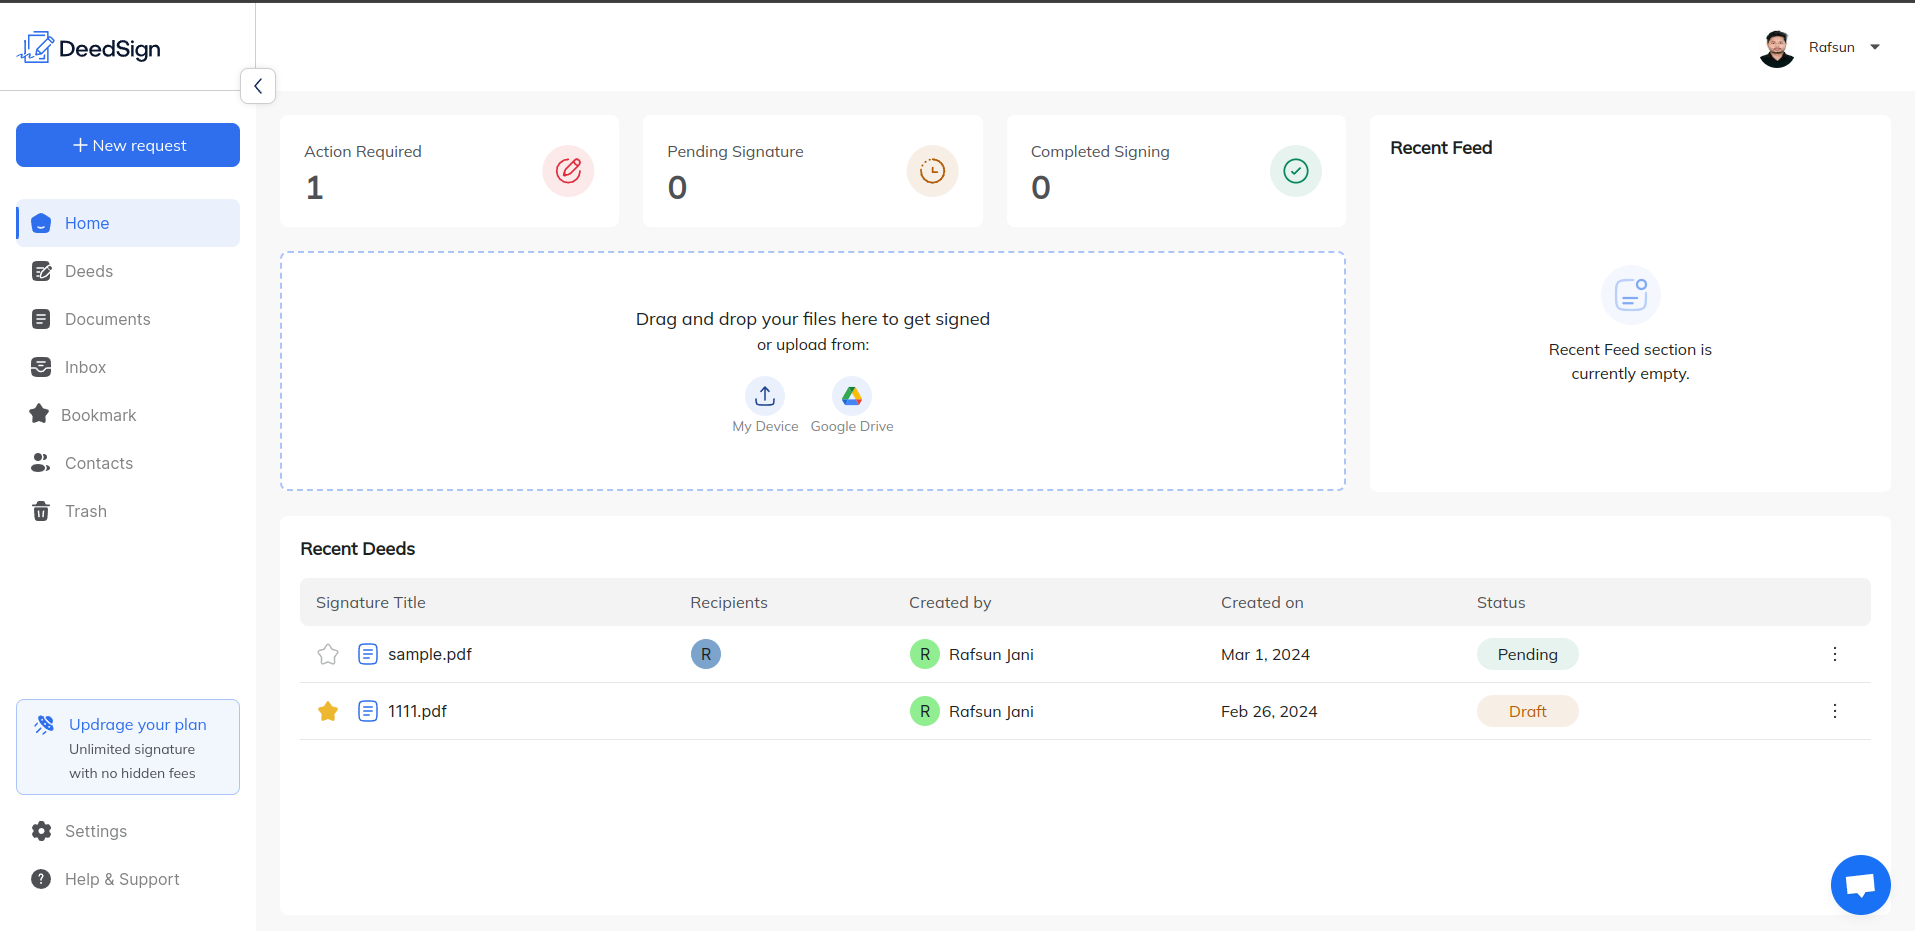 DeedSign
Rafsun
New request
Home
Deeds
Documents
Inbox
Bookmark
Contacts
Trash
Updrage your plan
Unlimited signature
with no hidden fees
Settings
Help & Support
Action Required
1
Pending Signature
0
Completed Signing
0
Drag and drop your files here to get signed
or upload from:
My Device Google Drive
Recent Feed
Recent Feed section is
currently empty.
Recent Deeds
Signature Title Recipients Created by Created on Status
sample.pdf R R Rafsun Jani Mar 1, 2024 Pending
1111.pdf R Rafsun Jani Feb 26, 2024 Draft